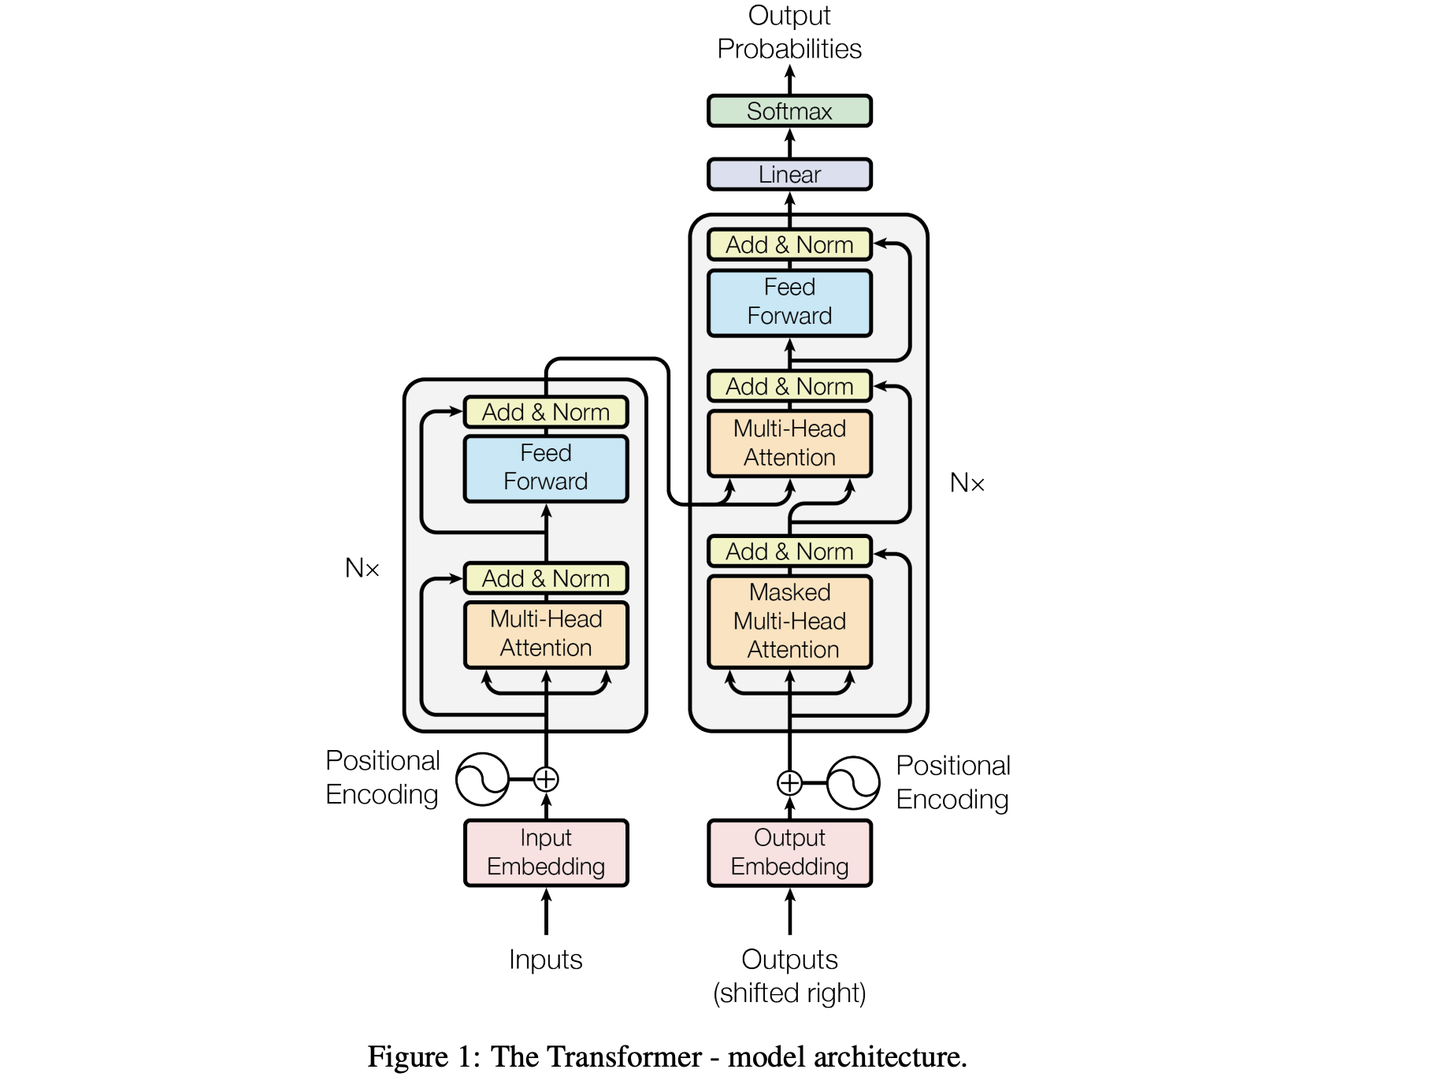 Output
Probabilities
Softmax
Linear
Add & Norm
Feed
Forward
Add & Norm
Multi-Head
Attention
Nx
Add & Norm
Masked
Multi-Head
Attention
Add & Norm
Feed
Forward
Nx
Add & Norm
Multi-Head
Attention
Positional
Encoding
Positional
Encoding
Input
Embedding
Output
Embedding
Inputs
Outputs
(shifted right)
Figure 1: The Transformer - model architecture.